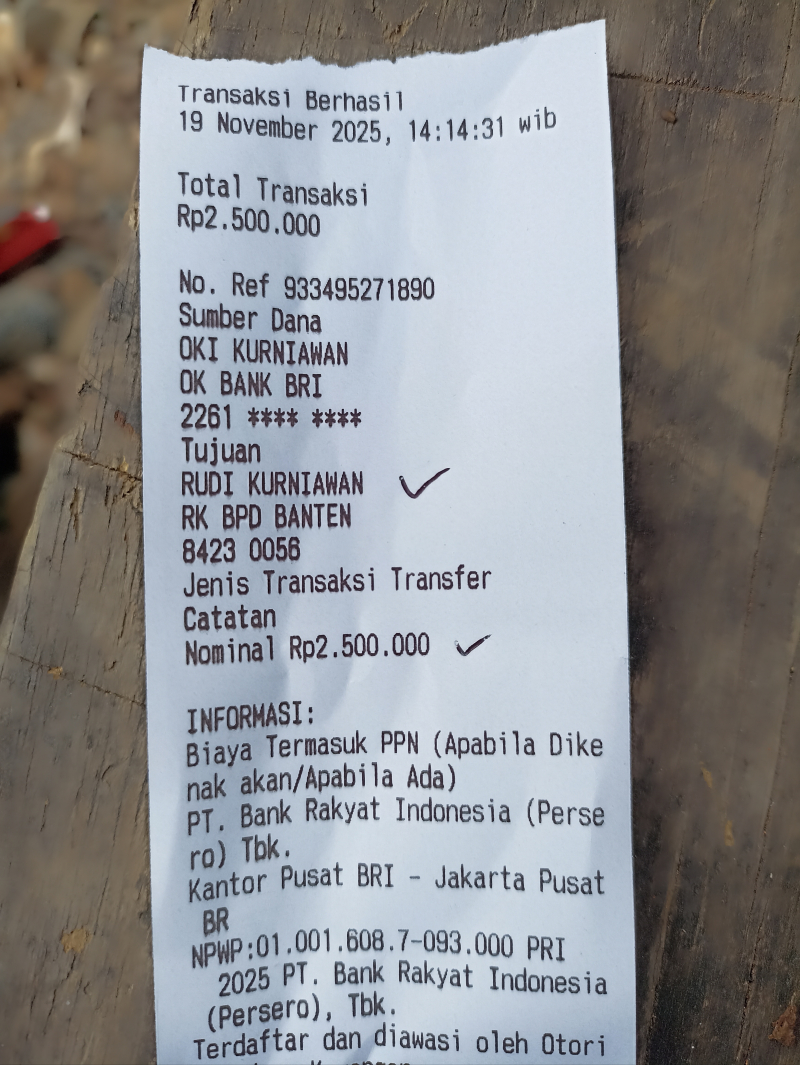 Transaksi Berhasil
19 November 2025, 14:14:31 wib
Total Transaksi
Rp2.500.000
No. Ref 933495271890
Sumber Dana
OKI KURNIAWAN
OK BANK BRI
2261 **** ****
Tujuan
RUDI KURNIAWAN
RK BPD BANTEN
8423 0056
Jenis Transaksi Transfer
Catatan
Nominal Rp2.500.000
INFORMASI:
Biaya Termasuk PPN (Apabila Dike
nak akan/Apabila Ada)
PT. Bank Rakyat Indonesia (Perse
ro) Tbk.
Kantor Pusat BRI - Jakarta Pusat
BR
NPWP:01.001.608.7-093.000 PRI
2025 PT. Bank Rakyat Indonesia
(Persero), Tbk.
Terdaftar dan diawasi oleh Otori